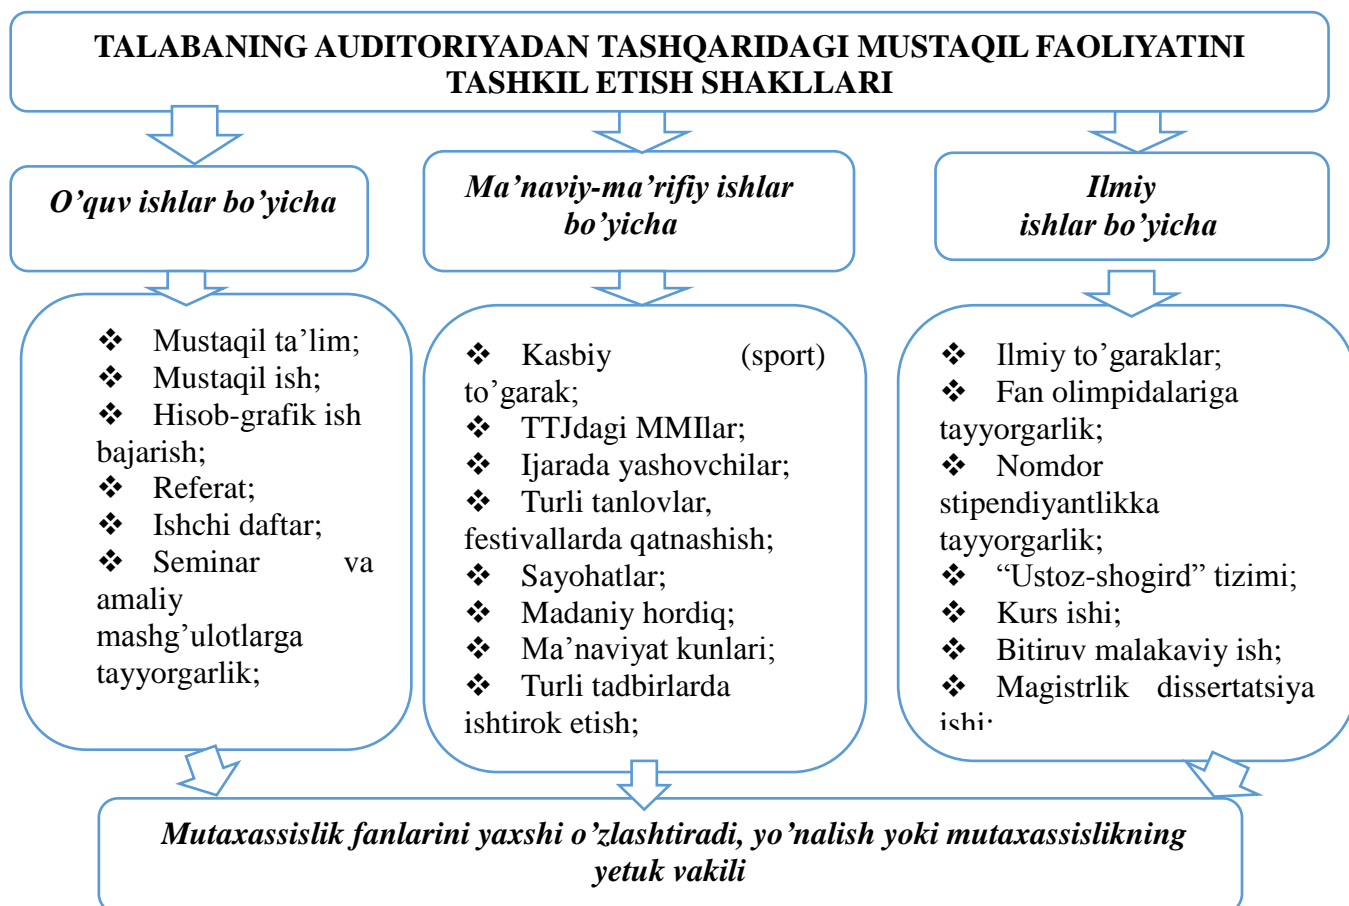 TALABANING AUDITORIYADAN TASHQARIDAGI MUSTAQIL FAOLIYATINI
TASHKIL ETISH SHAKLLARI
O’quv ishlar bo’yicha
Ma’naviy-ma’rifiy ishlar
bo’yicha
Ilmiy
ishlar bo’yicha
❖ Mustaqil ta’lim;
❖ Mustaqil ish;
❖ Hisob-grafik ish
bajarish;
❖ Referat;
❖ Ishchi daftar;
❖ Seminar va
amaliy
mashg’ulotlarga
tayyorgarlik;
❖ Kasbiy (sport)
to’garak;
❖ TTJdagi MMIlar;
❖ Ijarada yashovchilar;
❖ Turli tanlovlar,
festivallarda qatnashish;
❖ Sayohatlar;
❖ Madaniy hordiq;
❖ Ma’naviyat kunlari;
❖ Turli tadbirlarda
ishtirok etish;
❖ Ilmiy to’garaklar;
❖ Fan olimpidalariga
tayyorgarlik;
❖ Nomdor
stipendiyantlikka
tayyorgarlik;
❖ “Ustoz-shogird” tizimi;
❖ Kurs ishi;
❖ Bitiruv malakaviy ish;
❖ Magistrlik dissertatsiya
ishi;
Mutaxassislik fanlarini yaxshi o’zlashtiradi, yo’nalish yoki mutaxassislikning
yetuk vakili